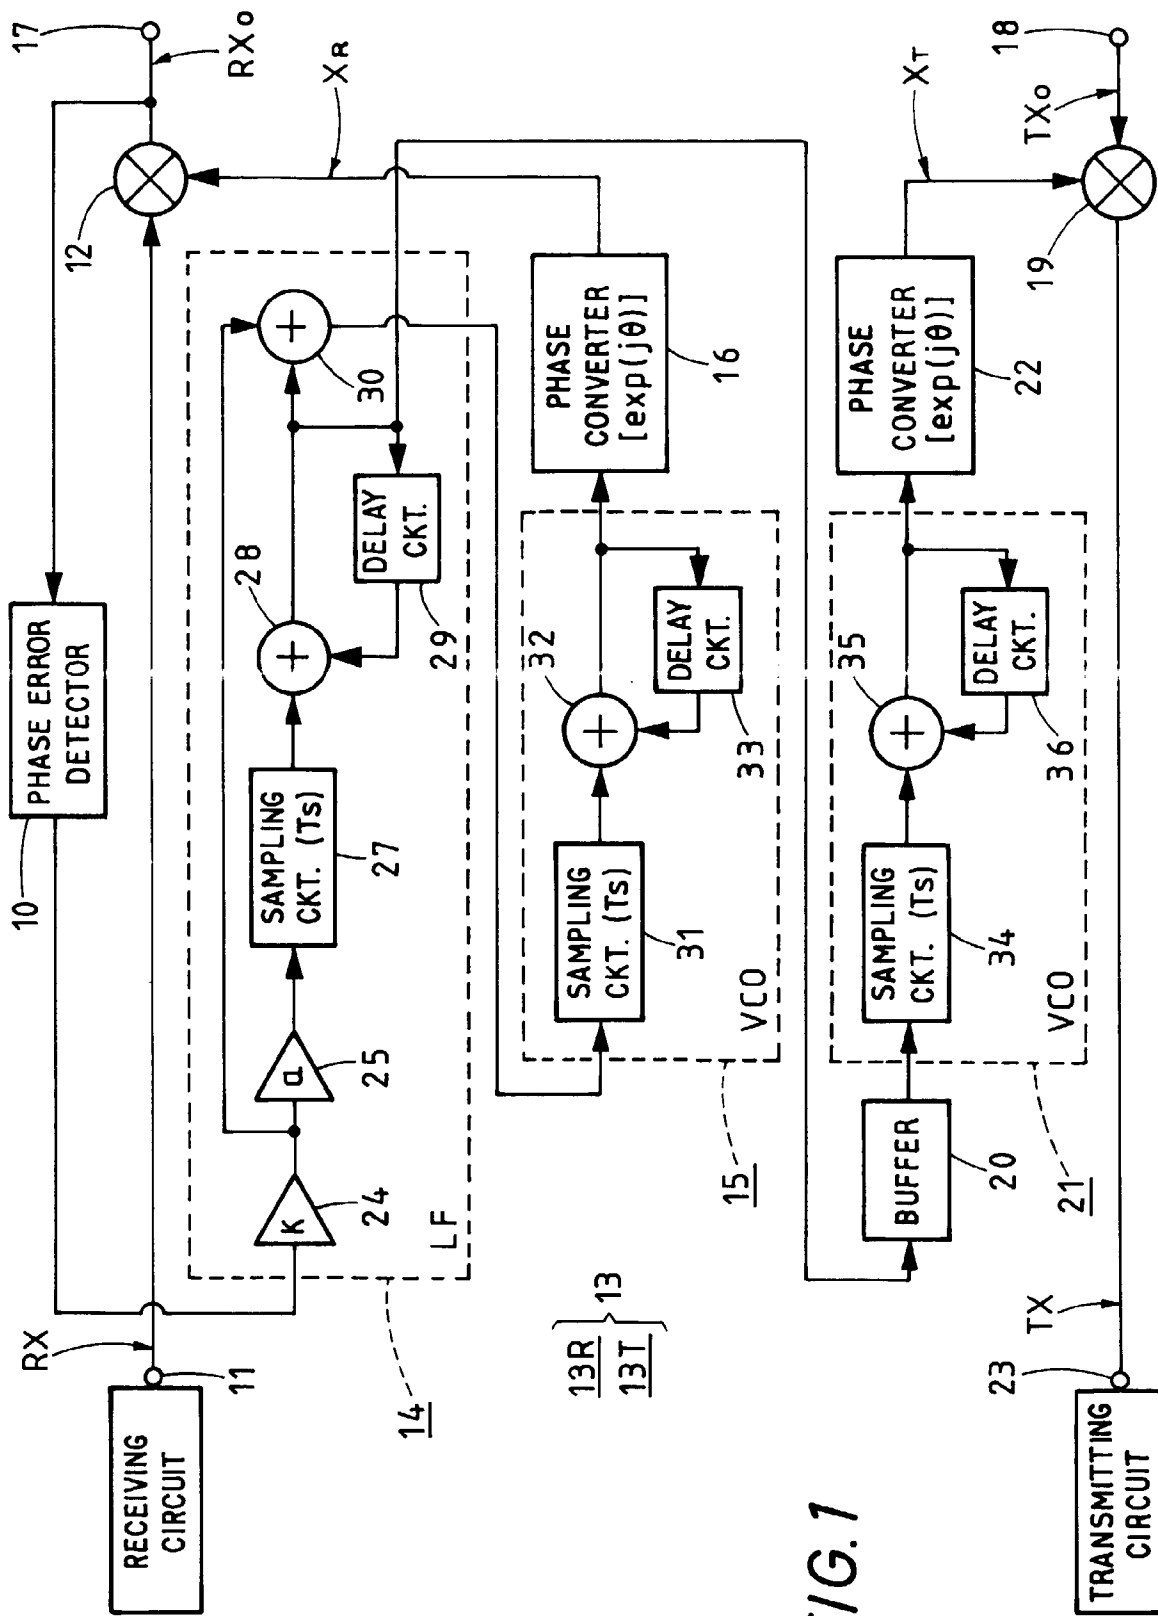 RECEIVING
CIRCUIT
11
RX
10
PHASE ERROR
DETECTOR
12
17
RXo
XR
14
LF
K
24
a
25
SAMPLING
CKT. (Ts)
27
28
DELAY
CKT.
29
30
13R
13T
13
15
VCO
SAMPLING
CKT. (Ts)
31
32
DELAY
CKT.
33
PHASE
CONVERTER
[exp(jθ)]
16
BUFFER
20
21
VCO
SAMPLING
CKT. (Ts)
34
35
DELAY
CKT.
36
PHASE
CONVERTER
[exp(jθ)]
22
XT
18
TXo
19
TX
23
TRANSMITTING
CIRCUIT
FIG.1